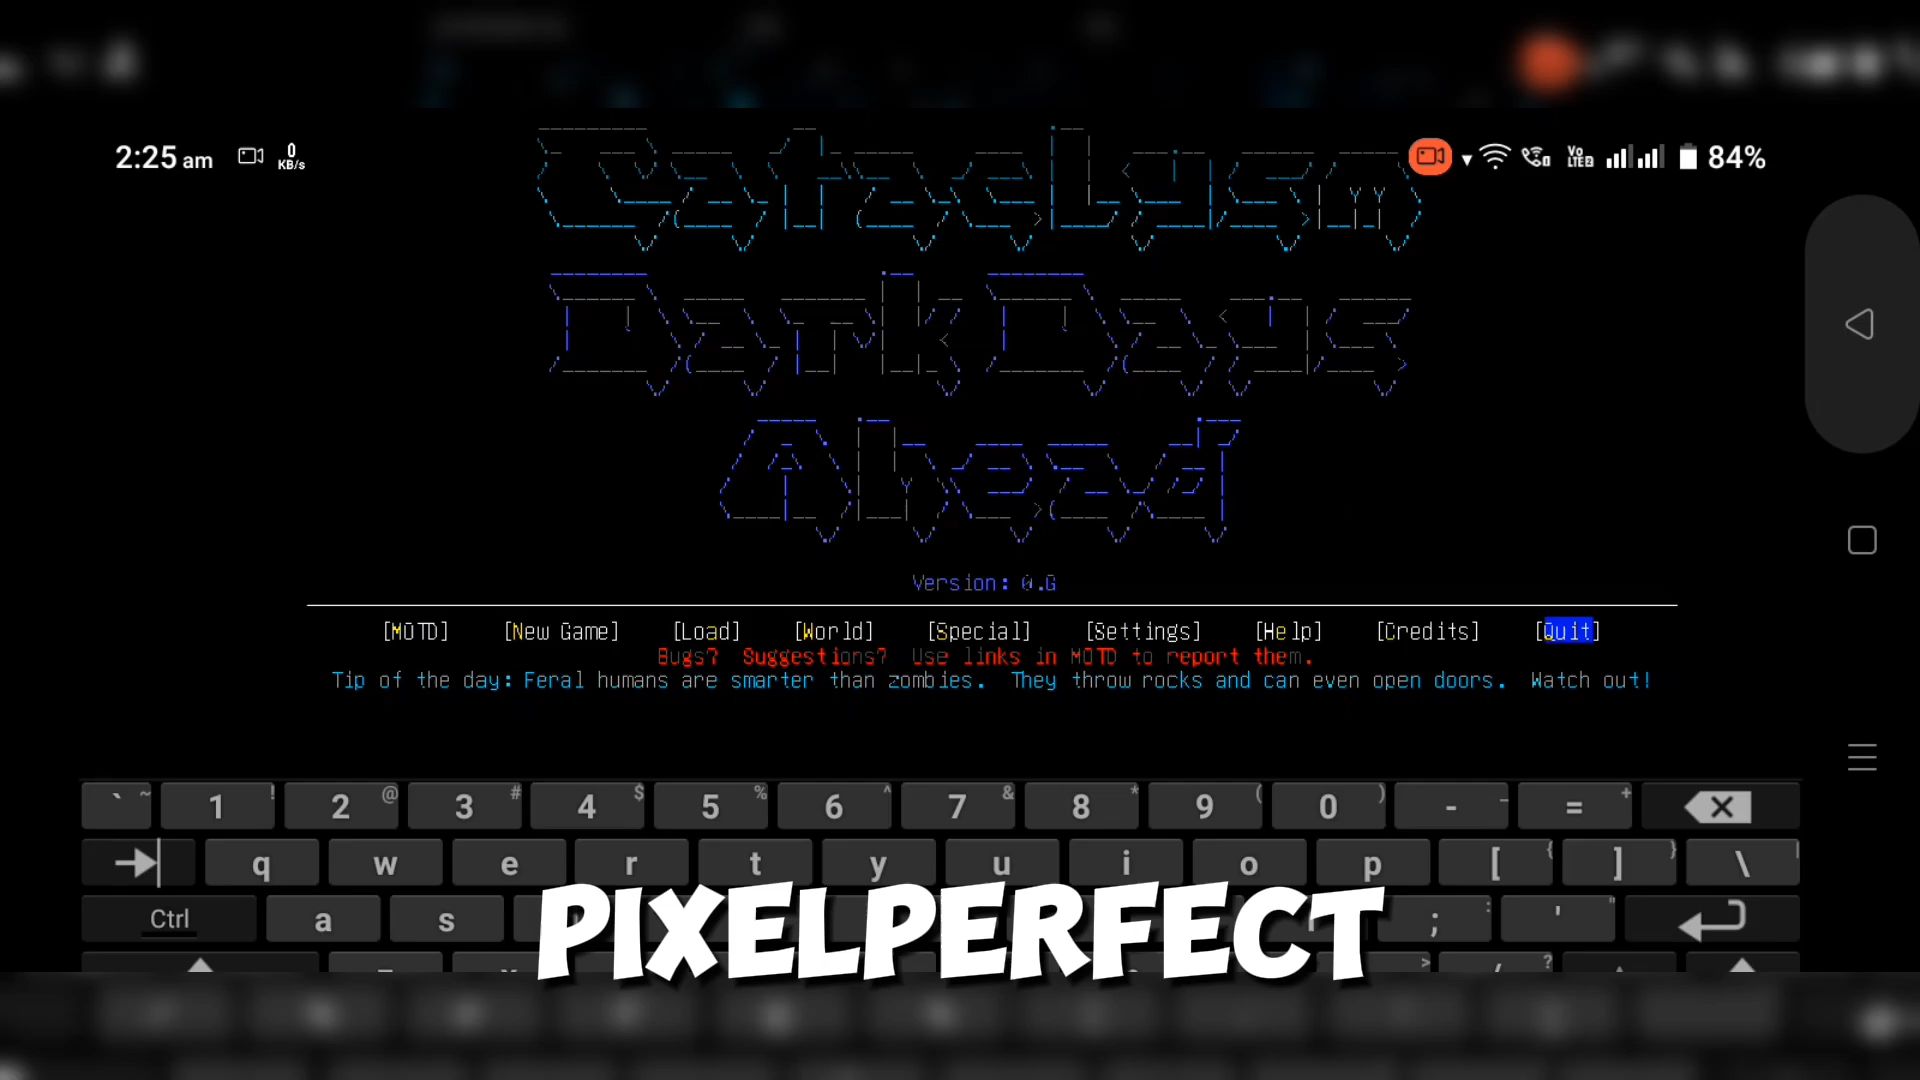 2:25 am 0 KB/s Vo LTE2 84%
Cataclysm
Dark Days
Ahead
Version: 0.G
[MOTD] [New Game] [Load] [World] [Special] [Settings] [Help] [Credits] [Quit]
Bugs? Suggestions? Use links in MOTD to report them.
Tip of the day: Feral humans are smarter than zombies. They throw rocks and can even open doors. Watch out!
` ~ 1 ! 2 @ 3 # 4 $ 5 % 6 ^ 7 & 8 * 9 ( 0 ) - _ = +
q w e r t y u i o p [ { ] } \ |
Ctrl a s ; : ' "
PIXELPERFECT
> ?